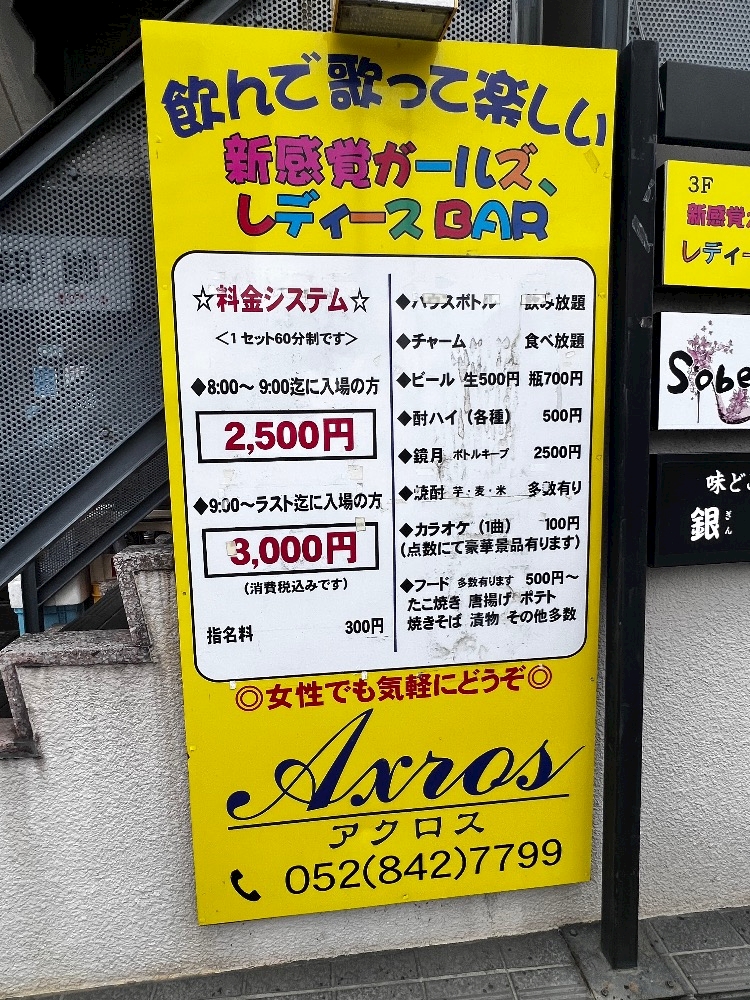 飲んで歌って楽しい
新感覚ガールズ、
レディースBAR
☆料金システム☆
<1セット60分制です>
◆8:00〜9:00迄に入場の方
2,500円
◆9:00〜ラスト迄に入場の方
3,000円
(消費税込みです)
指名料 300円
◆ハウスボトル 飲み放題
◆チャーム 食べ放題
◆ビール 生500円 瓶700円
◆酎ハイ(各種) 500円
◆鏡月 ボトルキープ 2500円
◆焼酎 芋・麦・米 多数有り
◆カラオケ(1曲) 100円
(点数にて豪華景品有ります)
◆フード 多数有ります 500円〜
たこ焼き 唐揚げ ポテト
焼きそば 漬物 その他多数
◎女性でも気軽にどうぞ◎
Axros
アクロス
052(842)7799
3F
新感覚
レディー
Sobe
味ど
銀
ぎん